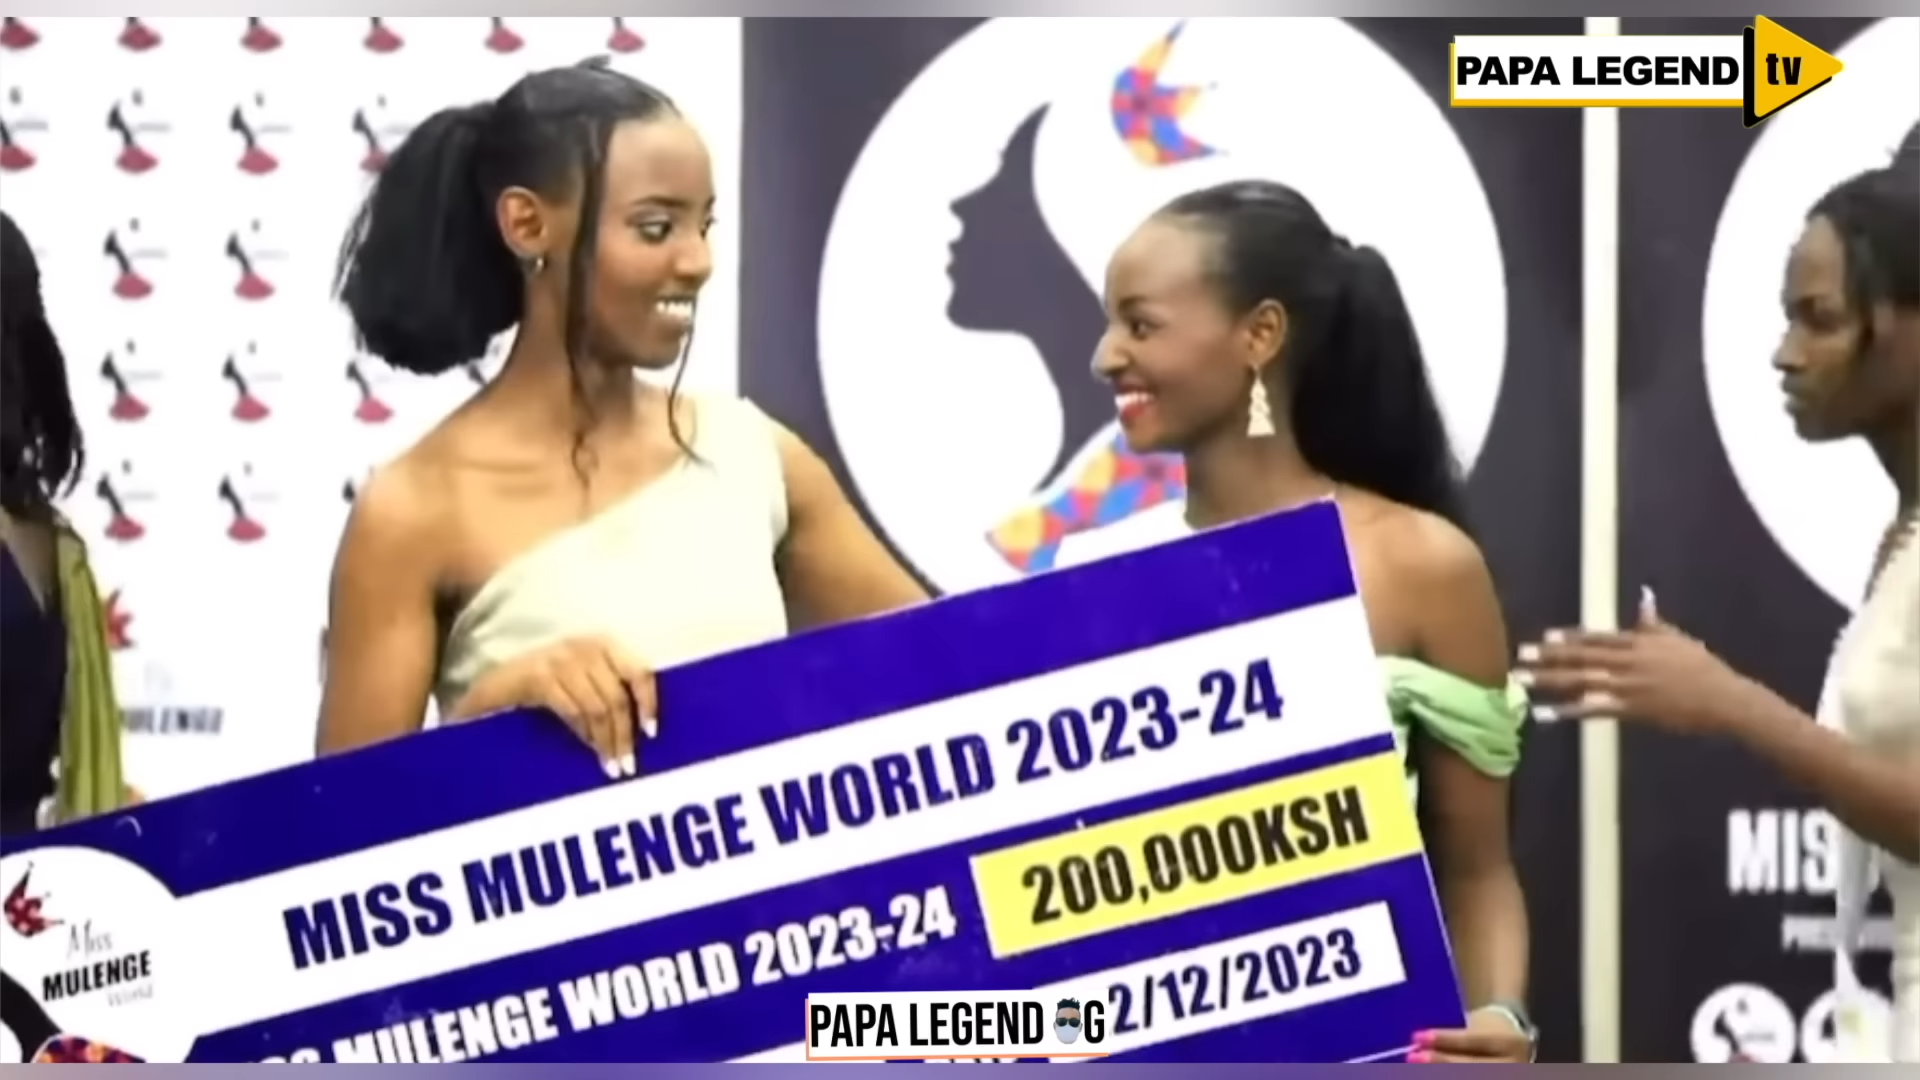 PAPA LEGEND tv
MISS MULENGE WORLD 2023-24
MULENGE WORLD 2023-24
200,000KSH
2/12/2023
Miss
MULENGE
World
MULENGE
MIS
PAPA LEGEND G